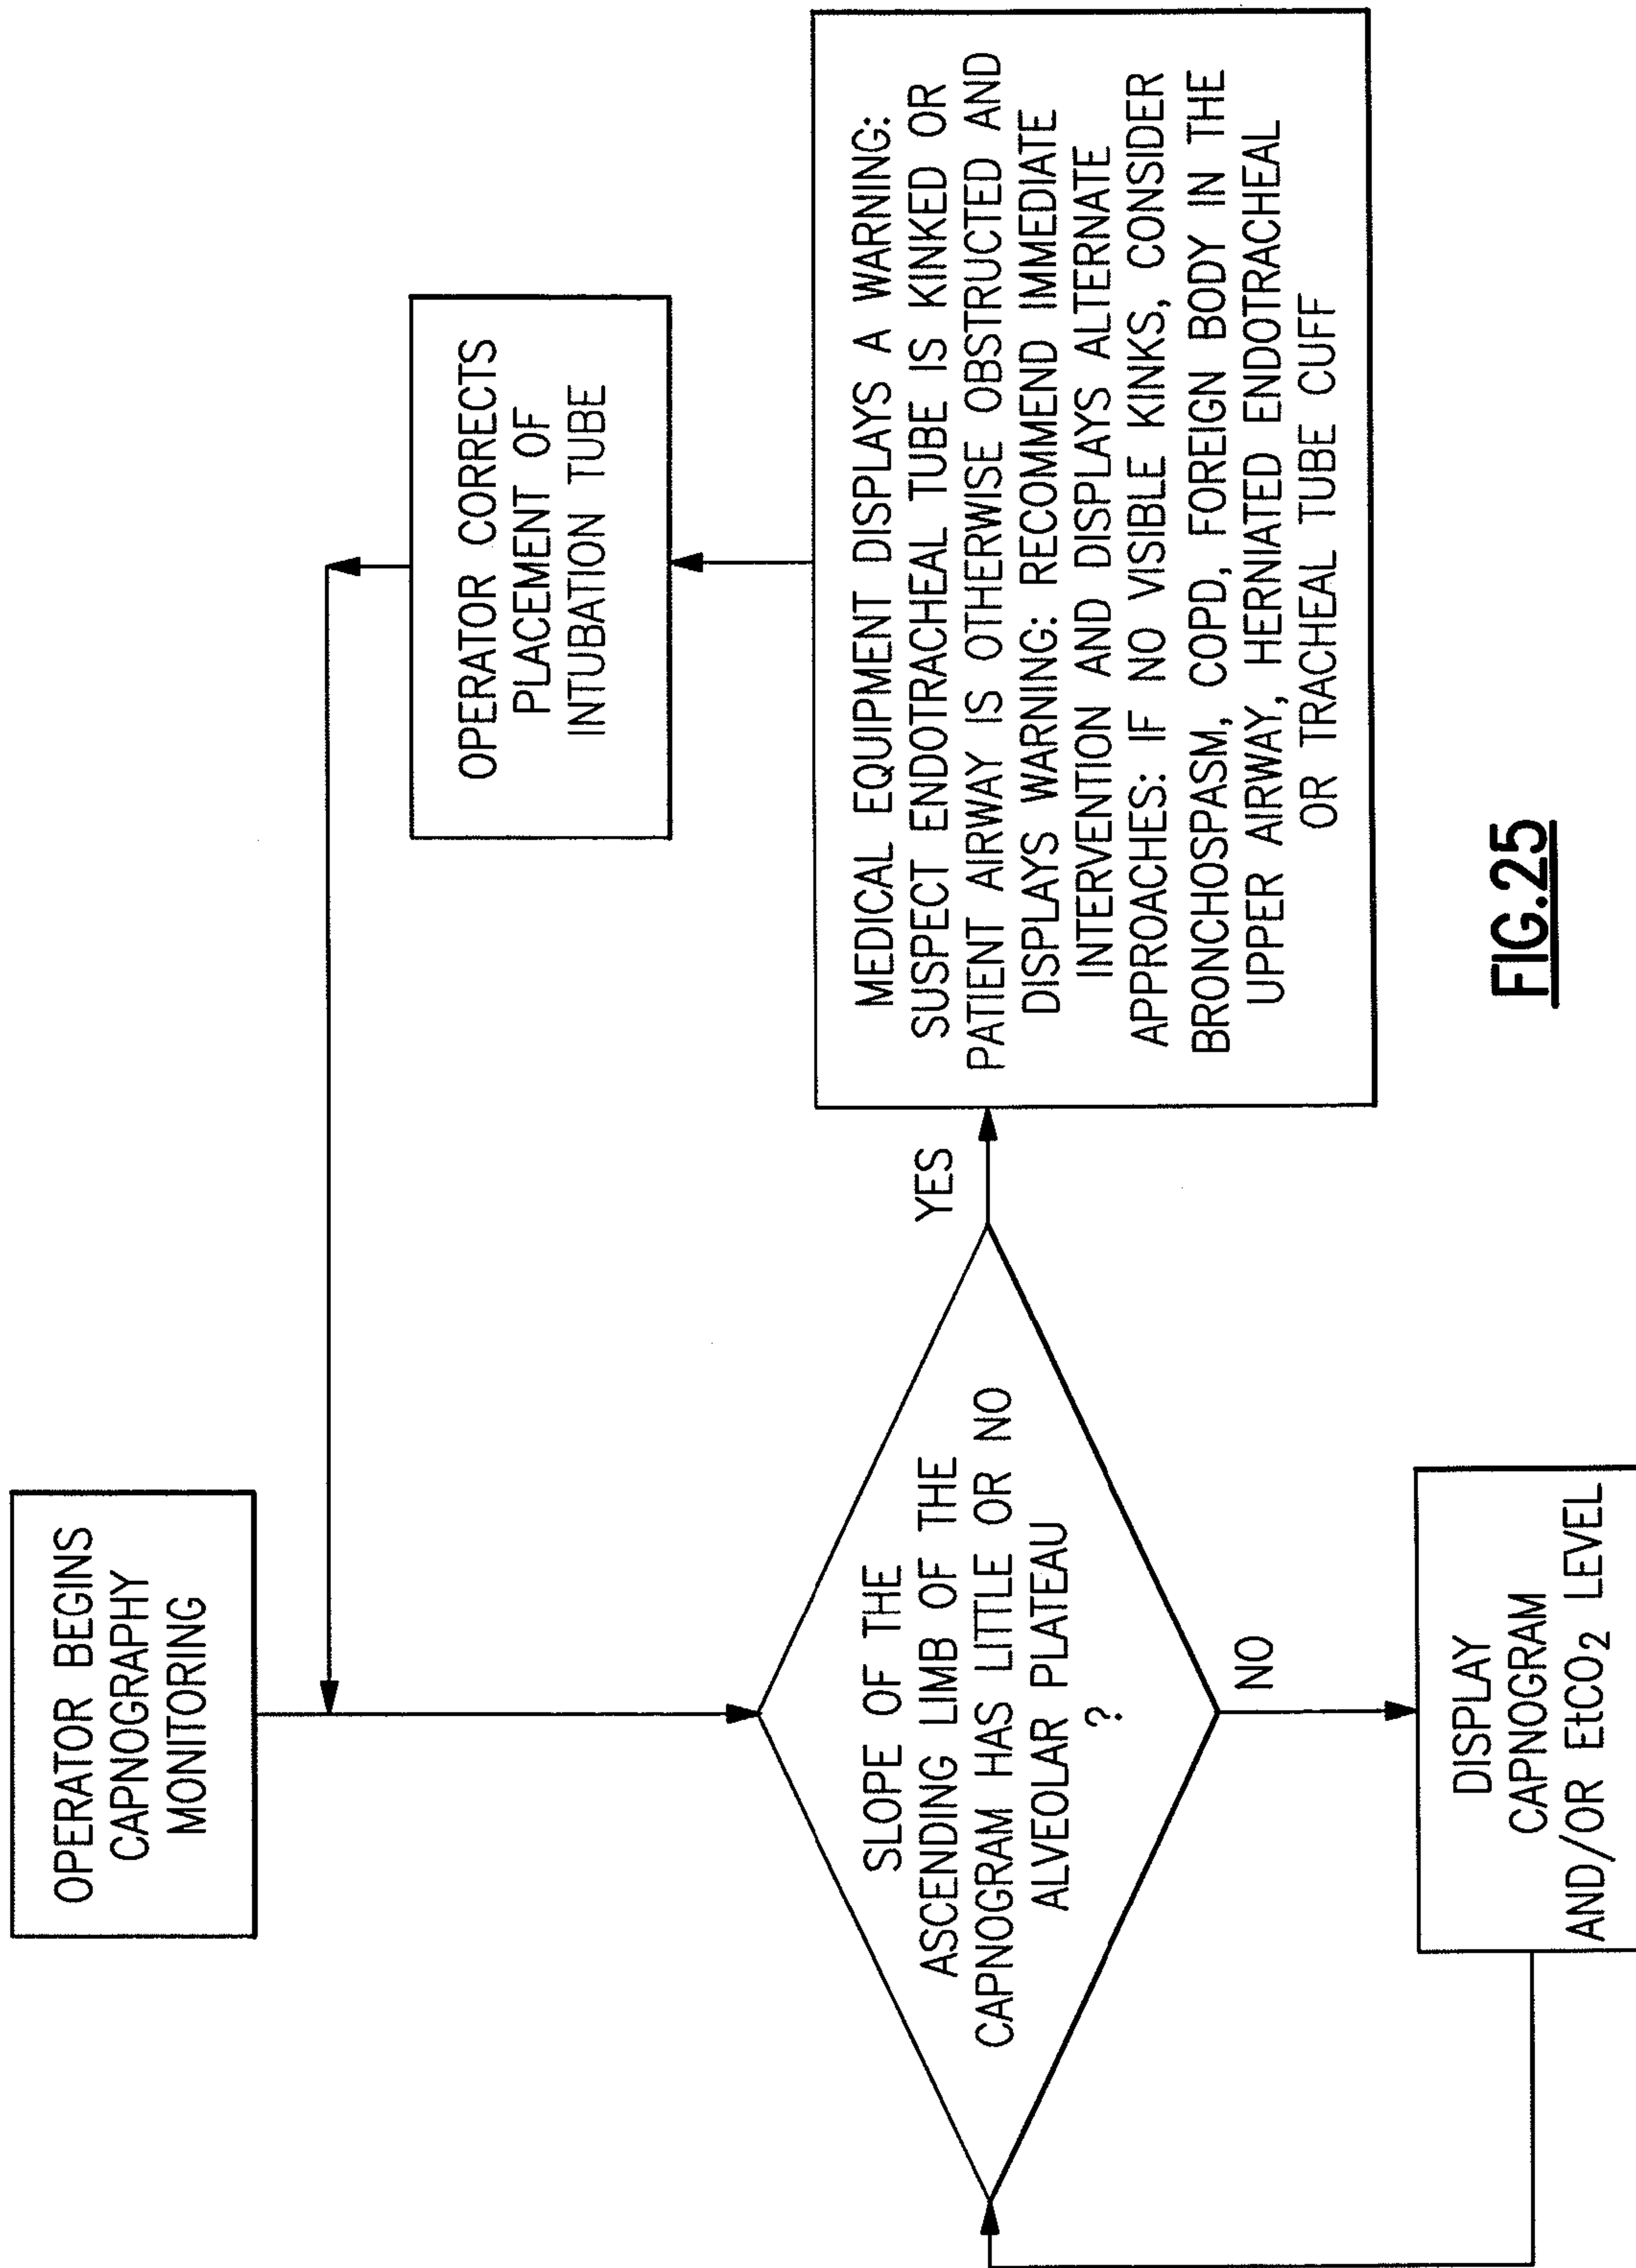 OPERATOR BEGINS
CAPNOGRAPHY
MONITORING
OPERATOR CORRECTS
PLACEMENT OF
INTUBATION TUBE
SLOPE OF THE
ASCENDING LIMB OF THE
CAPNOGRAM HAS LITTLE OR NO
ALVEOLAR PLATEAU
?
YES
MEDICAL EQUIPMENT DISPLAYS A WARNING:
SUSPECT ENDOTRACHEAL TUBE IS KINKED OR
PATIENT AIRWAY IS OTHERWISE OBSTRUCTED AND
DISPLAYS WARNING: RECOMMEND IMMEDIATE
INTERVENTION AND DISPLAYS ALTERNATE
APPROACHES: IF NO VISIBLE KINKS, CONSIDER
BRONCHOSPASM, COPD, FOREIGN BODY IN THE
UPPER AIRWAY, HERNIATED ENDOTRACHEAL
OR TRACHEAL TUBE CUFF
NO
DISPLAY
CAPNOGRAM
AND/OR EtCO₂ LEVEL
FIG.25